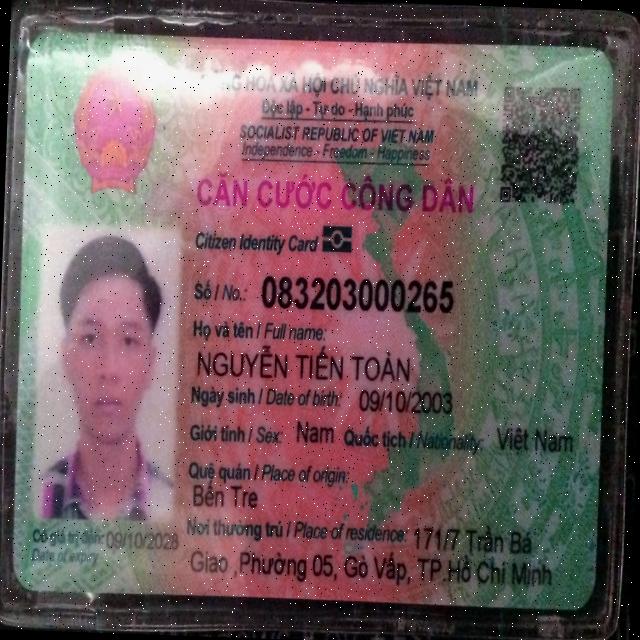 HÒA XÃ HỘI CHỦ NGHĨA VIỆT NAM
Độc lập - Tự do - Hạnh phúc
SOCIALIST REPUBLIC OF VIET NAM
Independence - Freedom - Happiness
CĂN CƯỚC CÔNG DÂN
Citizen Identity Card
Số / No.: 083203000265
Họ và tên / Full name:
NGUYỄN TIẾN TOÀN
Ngày sinh / Date of birth: 09/10/2003
Giới tính / Sex: Nam Quốc tịch / Nationality: Việt Nam
Quê quán / Place of origin:
Bến Tre
Nơi thường trú / Place of residence: 171/7 Trần Bá
Giao ,Phường 05, Gò Vấp, TP.Hồ Chí Minh
Có giá trị đến: 09/10/2028
Date of expiry